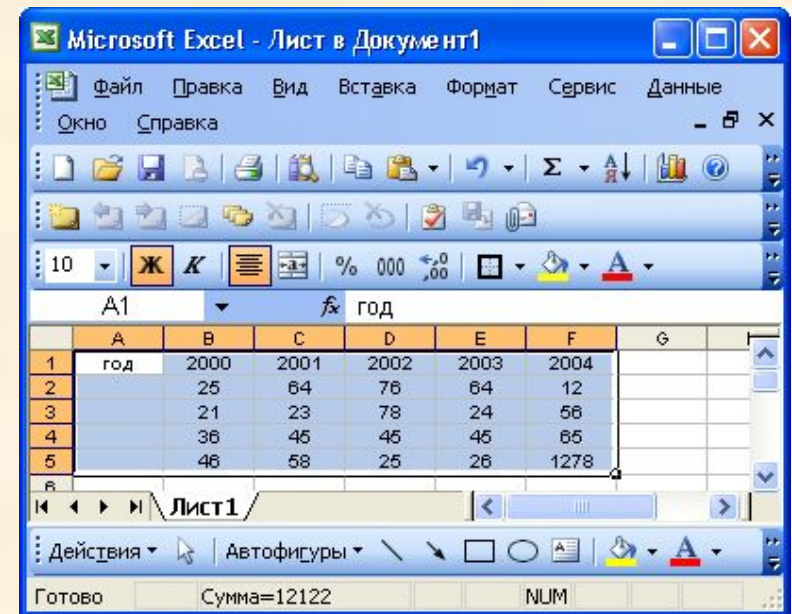 Microsoft Excel - Лист в Документ1
Файл Правка Вид Вставка Формат Сервис Данные
Окно Справка
10 Ж К % 000 ,00 А
A1 fx год
A B C D E F G
1 год 2000 2001 2002 2003 2004
2 25 64 76 64 12
3 21 23 78 24 56
4 36 45 45 45 65
5 46 58 25 26 1278
6
Лист1
Действия Автофигуры А
Готово Сумма=12122 NUM